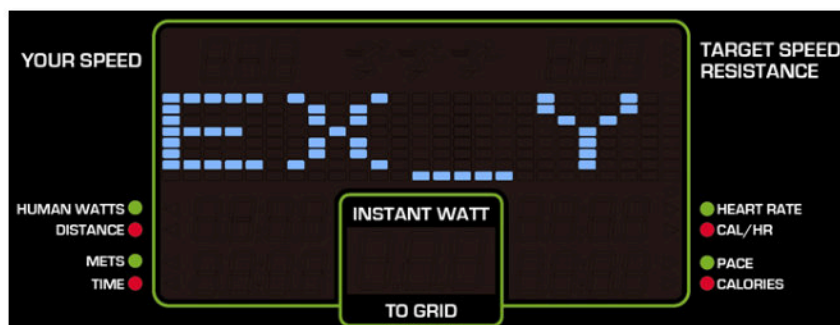 YOUR SPEED
TARGET SPEED
RESISTANCE
EX_Y
HUMAN WATTS
DISTANCE
METS
TIME
INSTANT WATT
TO GRID
HEART RATE
CAL/HR
PACE
CALORIES